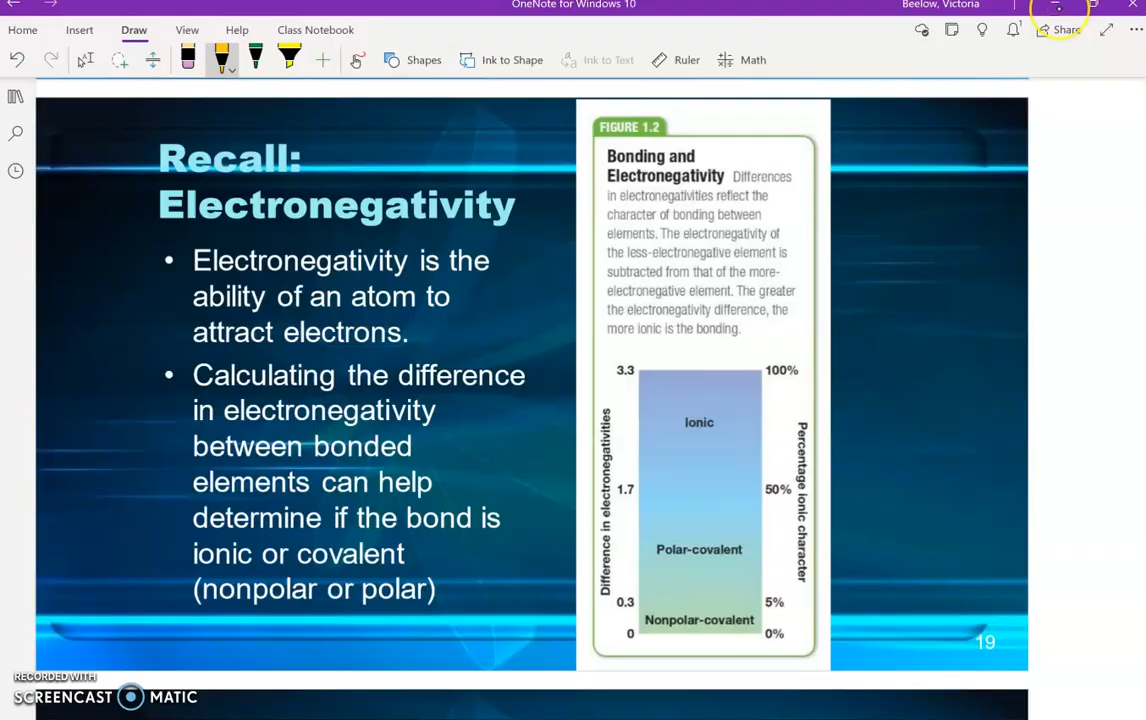 OneNote for Windows 10
Beelow, Victoria
Home Insert Draw View Help Class Notebook
1 Share
Shapes Ink to Shape Ink to Text Ruler Math
Recall:
Electronegativity
• Electronegativity is the
ability of an atom to
attract electrons.
• Calculating the difference
in electronegativity
between bonded
elements can help
determine if the bond is
ionic or covalent
(nonpolar or polar)
FIGURE 1.2
Bonding and
Electronegativity Differences
in electronegativities reflect the
character of bonding between
elements. The electronegativity of
the less-electronegative element is
subtracted from that of the more-
electronegative element. The greater
the electronegativity difference, the
more ionic is the bonding.
3.3 100%
Ionic
Difference in electronegativities
Percentage ionic character
1.7 50%
Polar-covalent
0.3 5%
Nonpolar-covalent
0 0%
19
RECORDED WITH
SCREENCAST MATIC